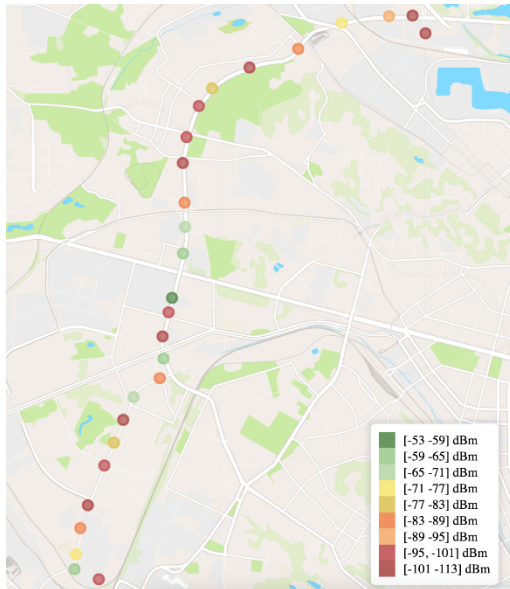 [-53 -59] dBm
[-59 -65] dBm
[-65 -71] dBm
[-71 -77] dBm
[-77 -83] dBm
[-83 -89] dBm
[-89 -95] dBm
[-95, -101] dBm
[-101 -113] dBm